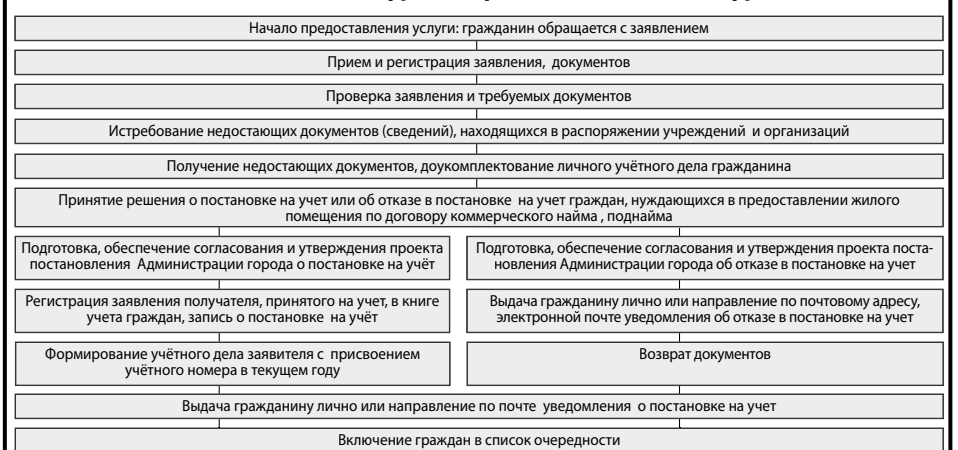 Начало предоставления услуги: гражданин обращается с заявлением
Прием и регистрация заявления, документов
Проверка заявления и требуемых документов
Истребование недостающих документов (сведений), находящихся в распоряжении учреждений и организаций
Получение недостающих документов, доукомплектование личного учётного дела гражданина
Принятие решения о постановке на учет или об отказе в постановке на учет граждан, нуждающихся в предоставлении жилого
помещения по договору коммерческого найма , поднайма
Подготовка, обеспечение согласования и утверждения проекта
постановления Администрации города о постановке на учёт
Подготовка, обеспечение согласования и утверждения проекта поста-
новления Администрации города об отказе в постановке на учет
Регистрация заявления получателя, принятого на учет, в книге
учета граждан, запись о постановке на учёт
Выдача гражданину лично или направление по почтовому адресу,
электронной почте уведомления об отказе в постановке на учет
Формирование учётного дела заявителя с присвоением
учётного номера в текущем году
Возврат документов
Выдача гражданину лично или направление по почте уведомления о постановке на учет
Включение граждан в список очередности